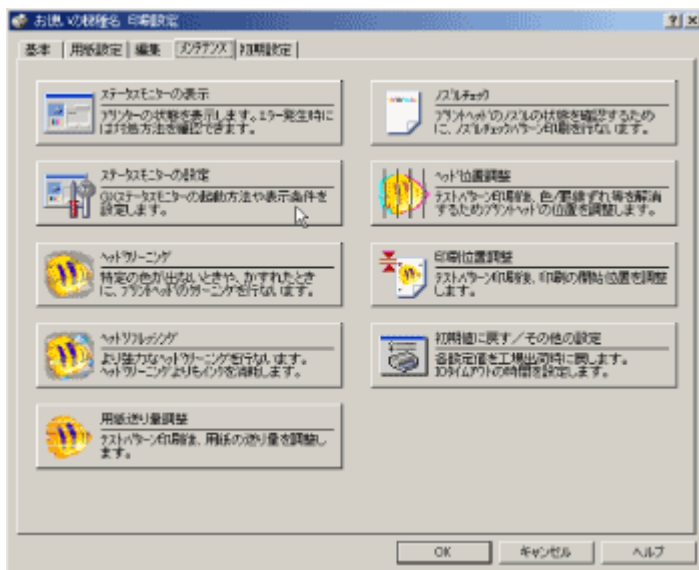 お使いの機種名 印刷設定
基本
用紙設定
編集
メンテナンス
初期設定
ステータスモニターの表示
プリンターの状態を表示します。エラー発生時に
は対処方法を確認できます。
ステータスモニターの設定
ステータスモニターの起動方法や表示条件を
設定します。
ヘッドクリーニング
特定の色が出ないときや、かすれたとき
に、プリントヘッドのクリーニングを行ないます。
ヘッドリフレッシング
より強力なヘッドクリーニングを行ないます。
ヘッドクリーニングよりもインクを消耗します。
用紙送り量調整
テストパターン印刷後、用紙の送り量を調整し
ます。
ノズルチェック
プリントヘッドのノズルの状態を確認するため
に、ノズルチェックパターン印刷を行ないます。
ヘッド位置調整
テストパターン印刷後、色/罫線ずれ等を解消
するためプリントヘッドの位置を調整します。
印刷位置調整
テストパターン印刷後、印刷の開始位置を調整
します。
初期値に戻す/その他の設定
各設定値を工場出荷時に戻します。
IOタイムアウトの時間を設定します。
OK
キャンセル
ヘルプ